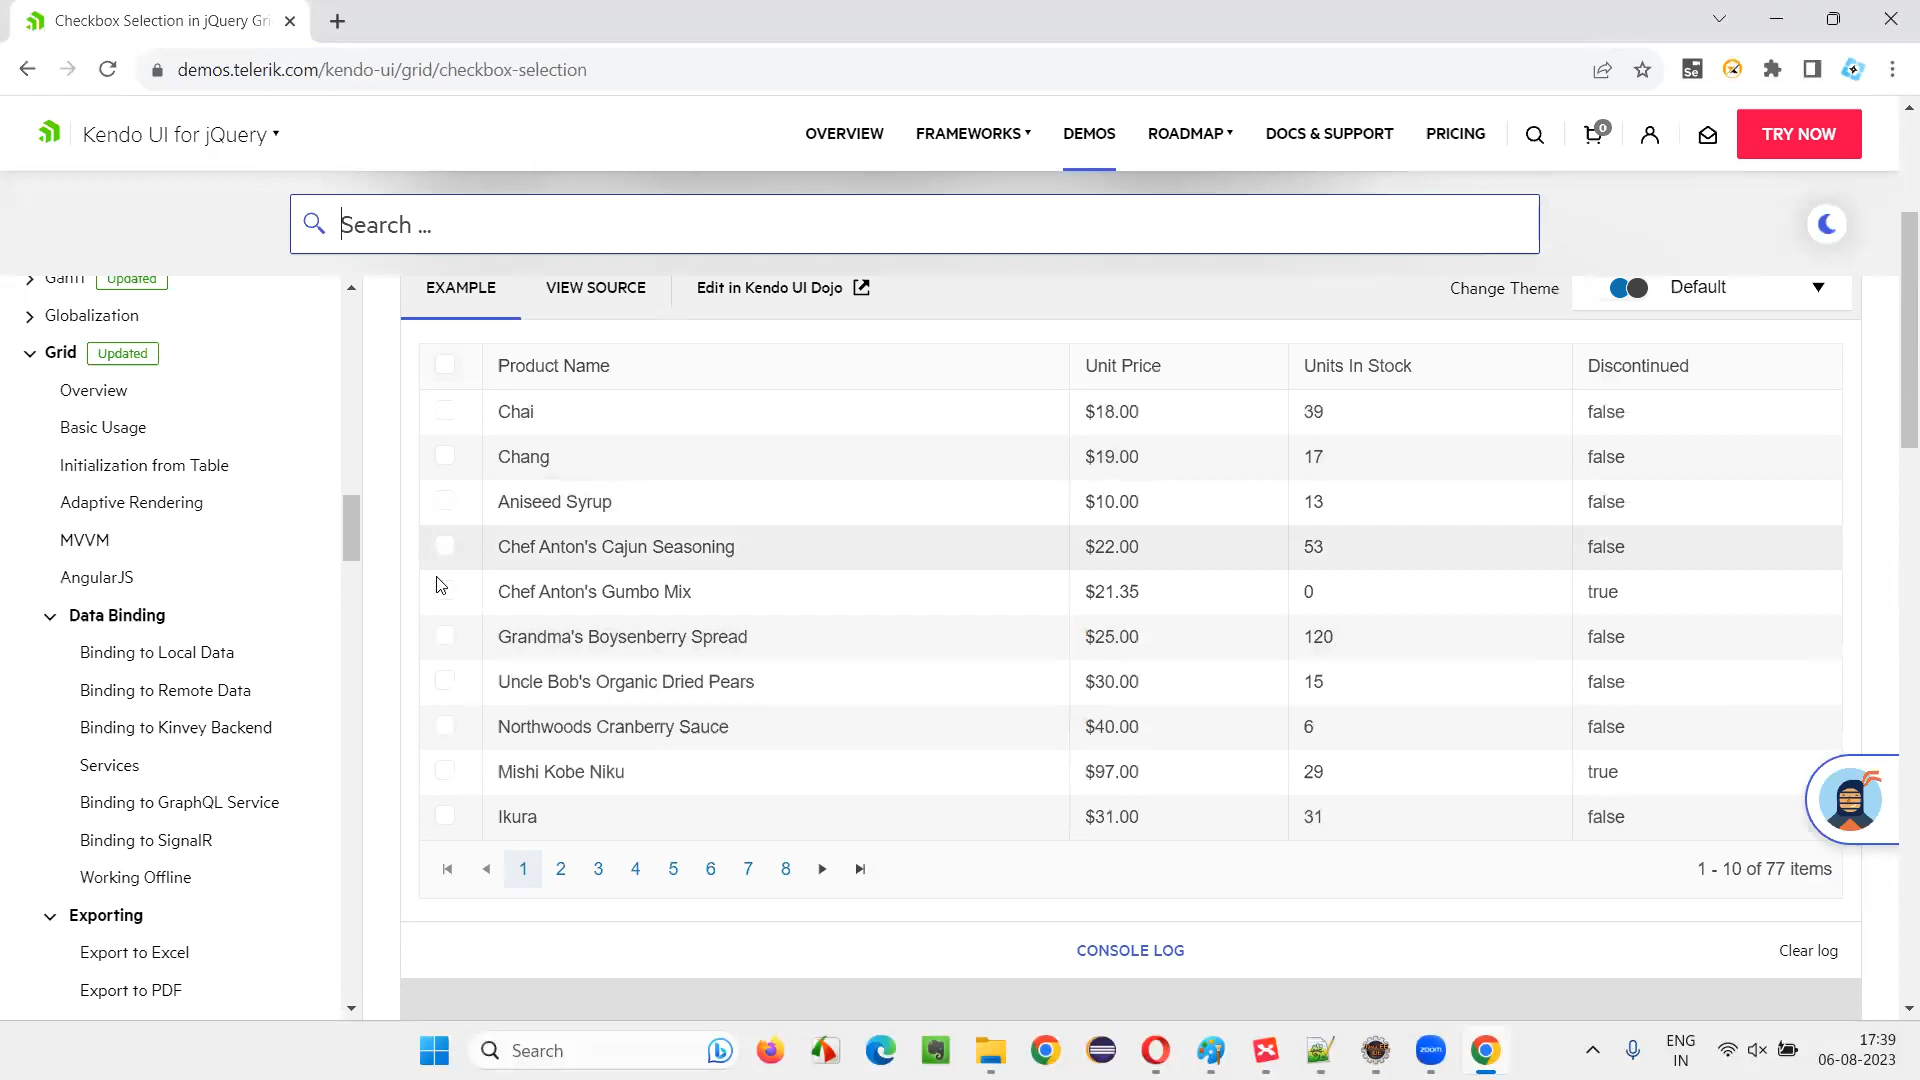 Checkbox Selection in jQuery Gri
demos.telerik.com/kendo-ui/grid/checkbox-selection
Se
Kendo UI for jQuery
OVERVIEW FRAMEWORKS DEMOS ROADMAP DOCS & SUPPORT PRICING 0 TRY NOW
Search ...
Gantt Updated
Globalization
Grid Updated
Overview
Basic Usage
Initialization from Table
Adaptive Rendering
MVVM
AngularJS
Data Binding
Binding to Local Data
Binding to Remote Data
Binding to Kinvey Backend
Services
Binding to GraphQL Service
Binding to SignalR
Working Offline
Exporting
Export to Excel
Export to PDF
EXAMPLE VIEW SOURCE Edit in Kendo UI Dojo Change Theme Default
Product Name Unit Price Units In Stock Discontinued
Chai $18.00 39 false
Chang $19.00 17 false
Aniseed Syrup $10.00 13 false
Chef Anton's Cajun Seasoning $22.00 53 false
Chef Anton's Gumbo Mix $21.35 0 true
Grandma's Boysenberry Spread $25.00 120 false
Uncle Bob's Organic Dried Pears $30.00 15 false
Northwoods Cranberry Sauce $40.00 6 false
Mishi Kobe Niku $97.00 29 true
Ikura $31.00 31 false
1 2 3 4 5 6 7 8 1 - 10 of 77 items
CONSOLE LOG Clear log
Search
zoom
ENG
IN
17:39
06-08-2023